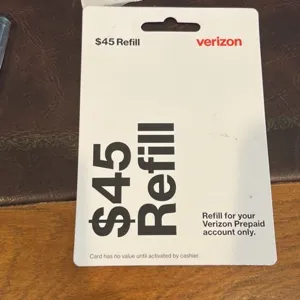 $45 Refill
verizon
$45
Refill
Refill for your
Verizon Prepaid
account only.
Card has no value until activated by cashier.